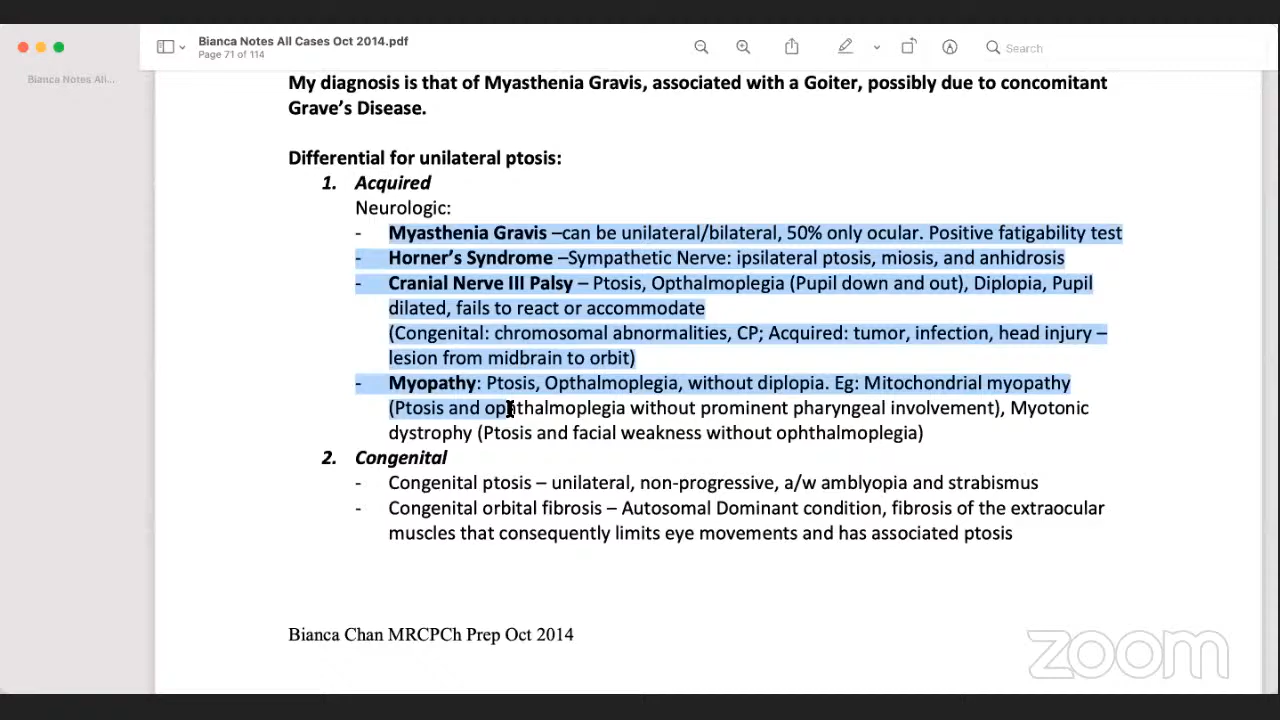 Bianca Notes All Cases Oct 2014.pdf
Page 71 of 114
Search
Bianca Notes All...
My diagnosis is that of Myasthenia Gravis, associated with a Goiter, possibly due to concomitant
Grave's Disease.
Differential for unilateral ptosis:
1. Acquired
Neurologic:
- Myasthenia Gravis –can be unilateral/bilateral, 50% only ocular. Positive fatigability test
- Horner's Syndrome –Sympathetic Nerve: ipsilateral ptosis, miosis, and anhidrosis
- Cranial Nerve III Palsy – Ptosis, Opthalmoplegia (Pupil down and out), Diplopia, Pupil
dilated, fails to react or accommodate
(Congenital: chromosomal abnormalities, CP; Acquired: tumor, infection, head injury –
lesion from midbrain to orbit)
- Myopathy: Ptosis, Opthalmoplegia, without diplopia. Eg: Mitochondrial myopathy
(Ptosis and ophthalmoplegia without prominent pharyngeal involvement), Myotonic
dystrophy (Ptosis and facial weakness without ophthalmoplegia)
2. Congenital
- Congenital ptosis – unilateral, non-progressive, a/w amblyopia and strabismus
- Congenital orbital fibrosis – Autosomal Dominant condition, fibrosis of the extraocular
muscles that consequently limits eye movements and has associated ptosis
Bianca Chan MRCPCh Prep Oct 2014
zoom